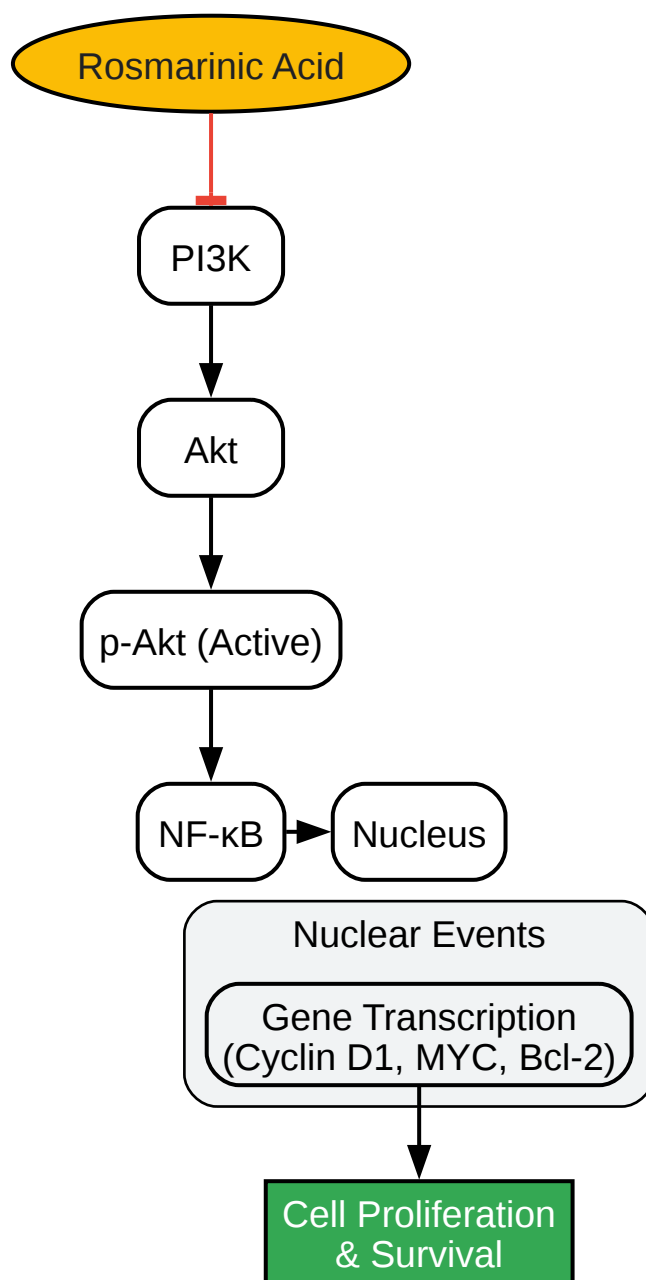 Rosmarinic Acid
PI3K
Akt
p-Akt (Active)
NF-κB
Nucleus
Nuclear Events
Gene Transcription
(Cyclin D1, MYC, Bcl-2)
Cell Proliferation
& Survival